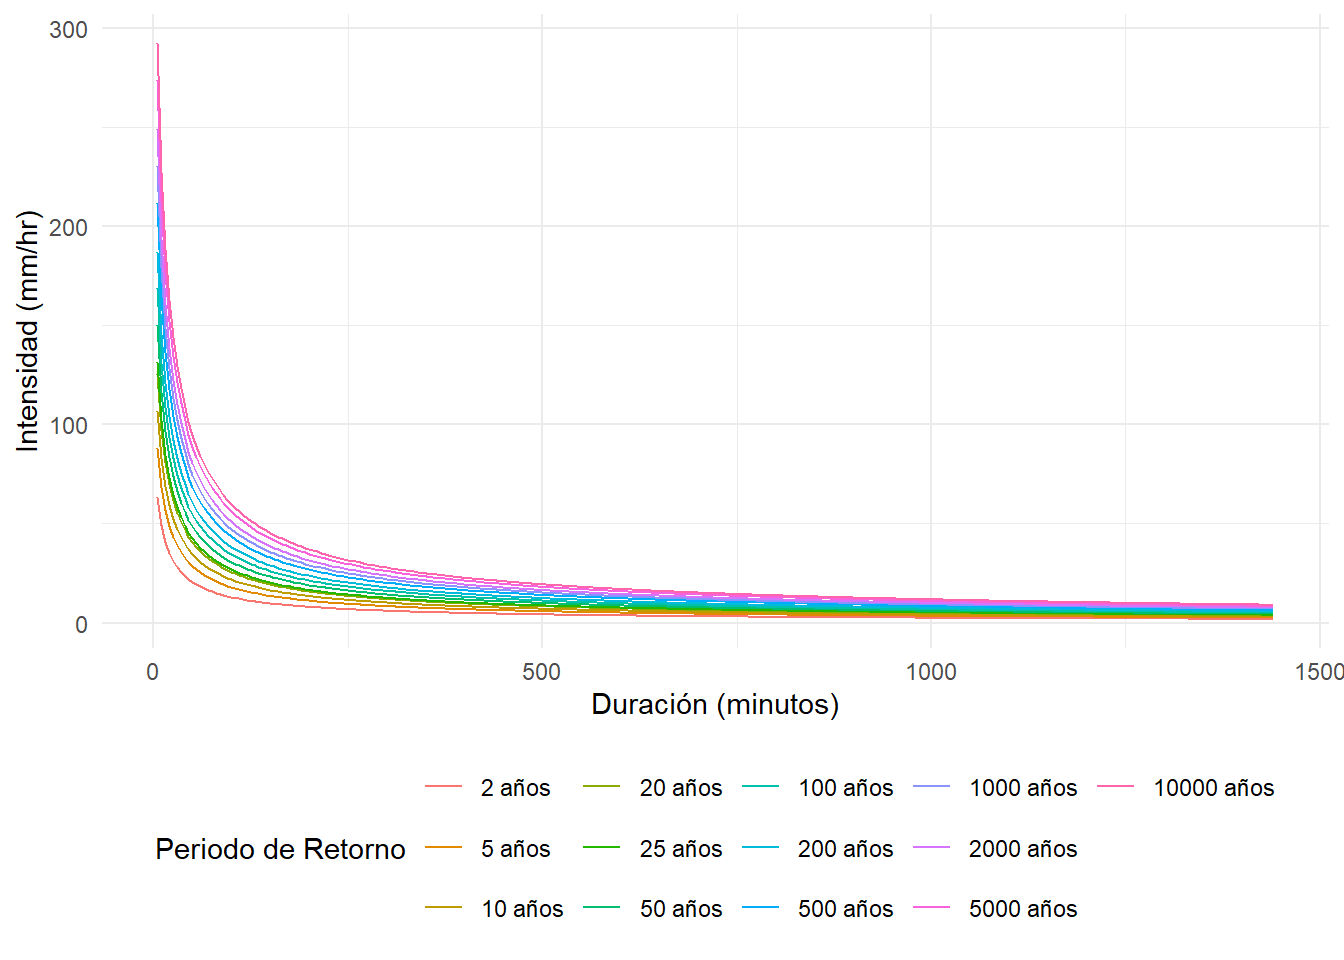 300
200
100
0
Intensidad (mm/hr)
0 500 1000 1500
Duración (minutos)
Periodo de Retorno
2 años 20 años 100 años 1000 años 10000 años
5 años 25 años 200 años 2000 años
10 años 50 años 500 años 5000 años